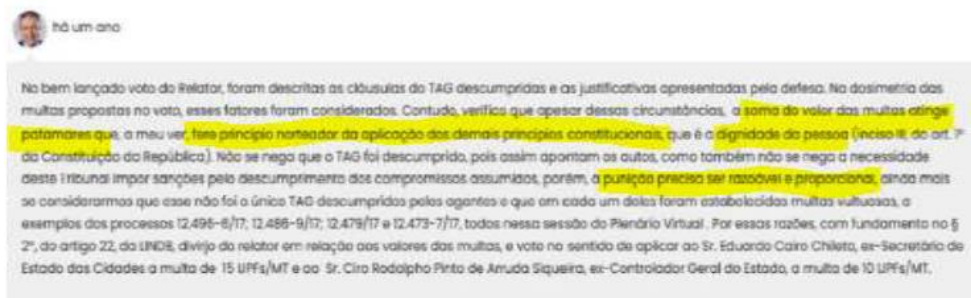 há um ano
No bem lançado voto do Relator, foram descritas as cláusulas do TAG descumpridas e as justificativas apresentadas pela defesa. Na dosimetria das
multas propostas no voto, esses fatores foram considerados. Contudo, verifico que apesar dessas circunstâncias, a soma do valor das multas atinge
patamares que, a meu ver, fere princípio norteador da aplicação dos demais princípios constitucionais, que é a dignidade da pessoa (inciso III, do art. 1º
da Constituição da República). Não se nega que o TAG foi descumprido, pois assim apontam os autos, como também não se nega a necessidade
deste Tribunal impor sanções pelo descumprimento dos compromissos assumidos, porém, a punição precisa ser razoável e proporcional, ainda mais
se considerarmos que esse não foi o único TAG descumpridos pelos agentes e que em cada um deles foram estabelecidas multas vultuosas, a
exemplos dos processos 12.496-6/17; 12.486-9/17; 12.479/17 e 12.473-7/17, todos nessa sessão do Plenário Virtual. Por essas razões, com fundamento no §
2º, do artigo 22, da LINDB, divirjo do relator em relação aos valores das multas, e voto no sentido de aplicar ao Sr. Eduardo Cairo Chileto, ex-Secretário de
Estado das Cidades a multa de 15 UPFs/MT e ao Sr. Ciro Rodolpho Pinto de Arruda Siqueira, ex-Controlador Geral do Estado, a multa de 10 UPFs/MT.